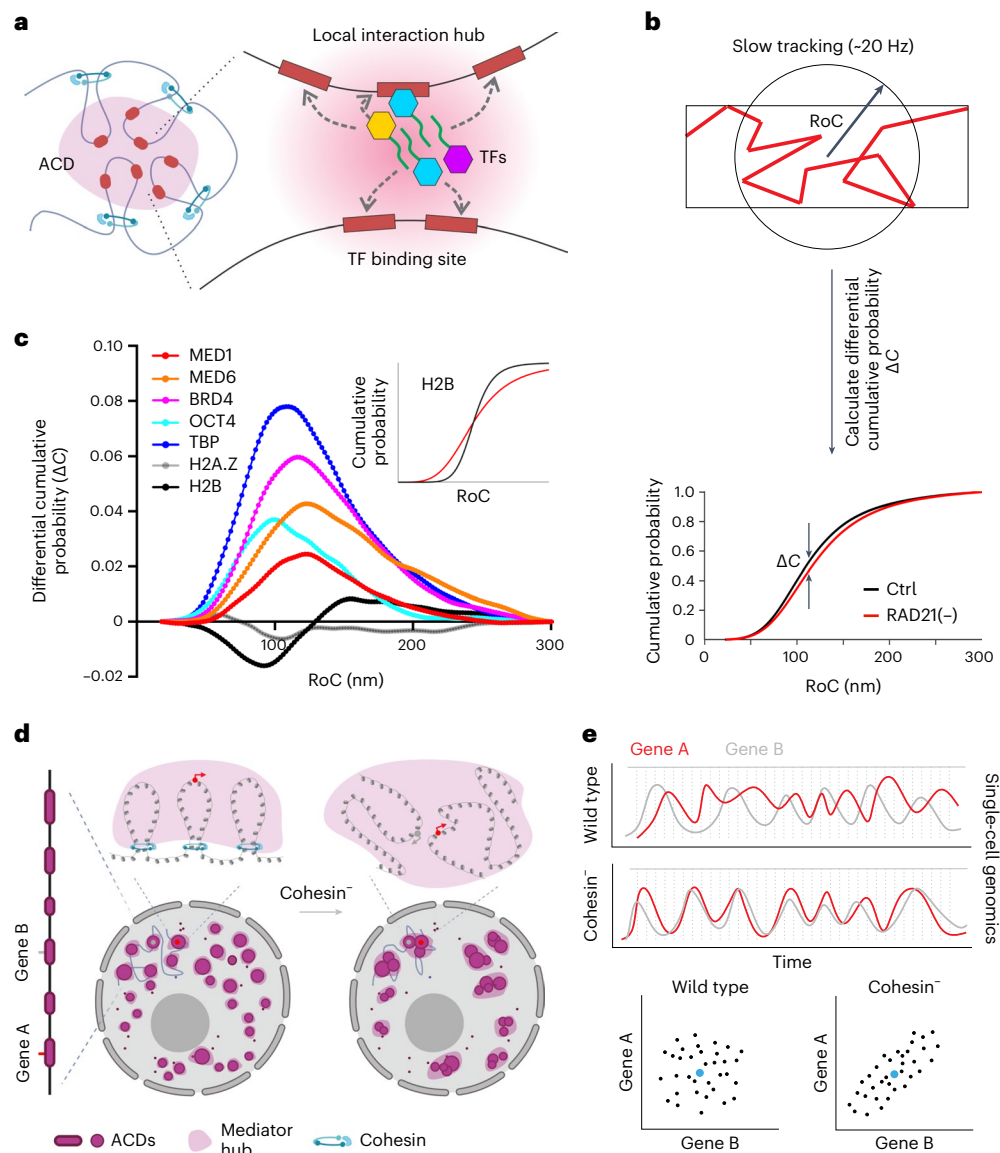 a
Local interaction hub
ACD
TFs
TF binding site
b
Slow tracking (~20 Hz)
RoC
Calculate differential
cumulative probability
ΔC
Cumulative probability
1.0
0.8
0.6
0.4
0.2
0
ΔC
Ctrl
RAD21(–)
0
100
200
300
RoC (nm)
c
Differential cumulative
probability (ΔC)
0.10
0.08
0.06
0.04
0.02
0
–0.02
MED1
MED6
BRD4
OCT4
TBP
H2A.Z
H2B
H2B
Cumulative
probability
RoC
100
200
300
RoC (nm)
d
Gene B
Gene A
Cohesin⁻
ACDs
Mediator
hub
Cohesin
e
Gene A
Gene B
Wild type
Cohesin⁻
Single-cell genomics
Time
Wild type
Cohesin⁻
Gene A
Gene A
Gene B
Gene B